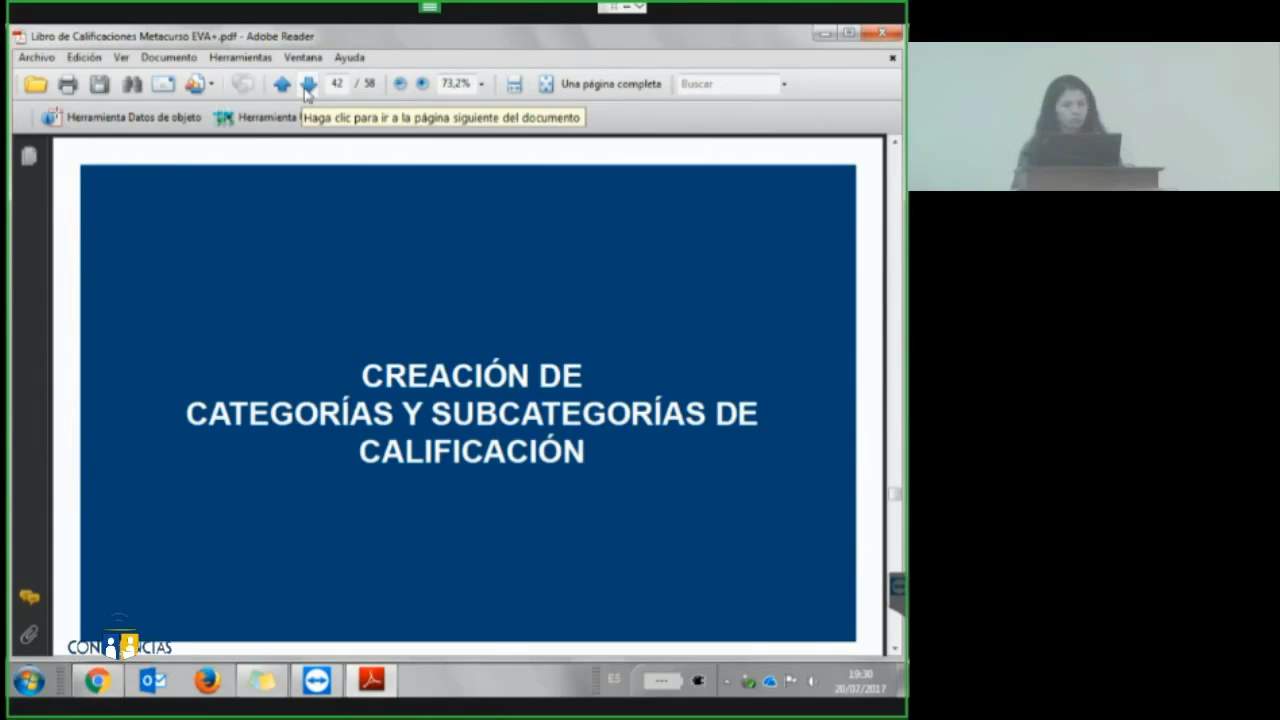 Libro de Calificaciones Metacurso EVA+.pdf - Adobe Reader
Archivo Edición Ver Documento Herramientas Ventana Ayuda
42 / 58 73,2% Una página completa Buscar
Herramienta Datos de objeto Herramienta
Haga clic para ir a la página siguiente del documento
CREACIÓN DE
CATEGORÍAS Y SUBCATEGORÍAS DE
CALIFICACIÓN
ES
19:30
20/07/2017